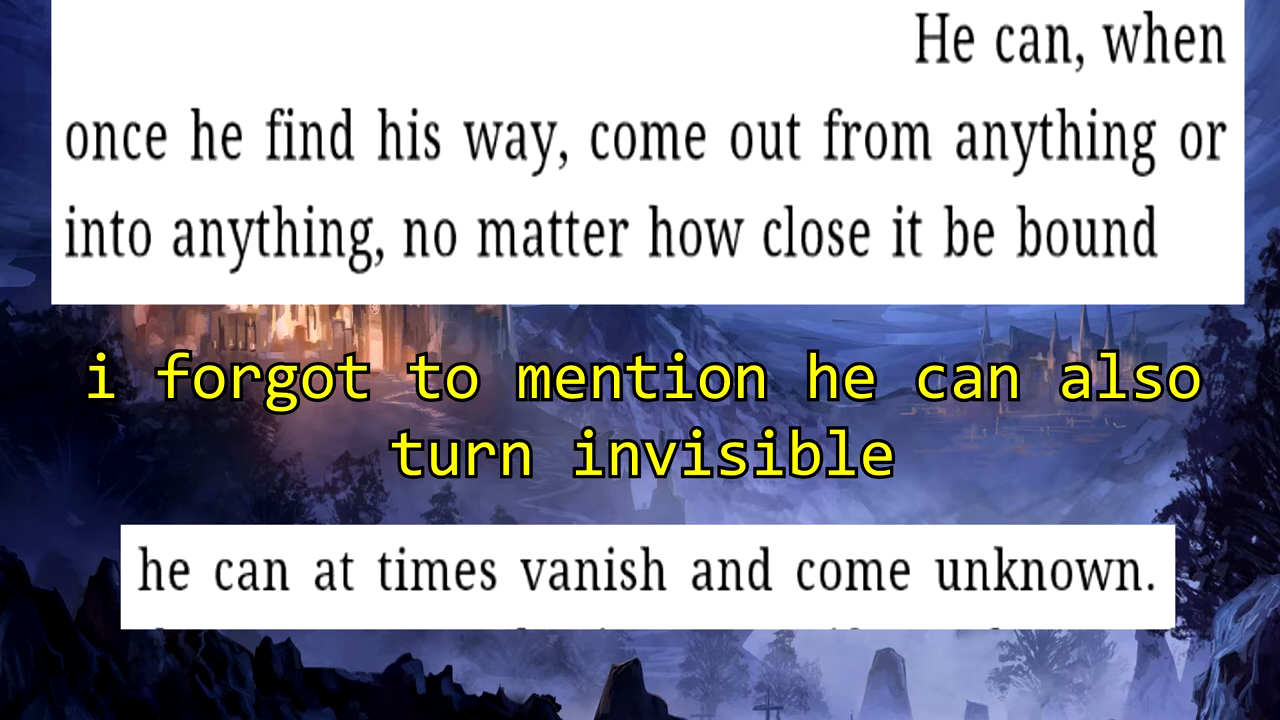 He can, when
once he find his way, come out from anything or
into anything, no matter how close it be bound
i forgot to mention he can also
turn invisible
he can at times vanish and come unknown.